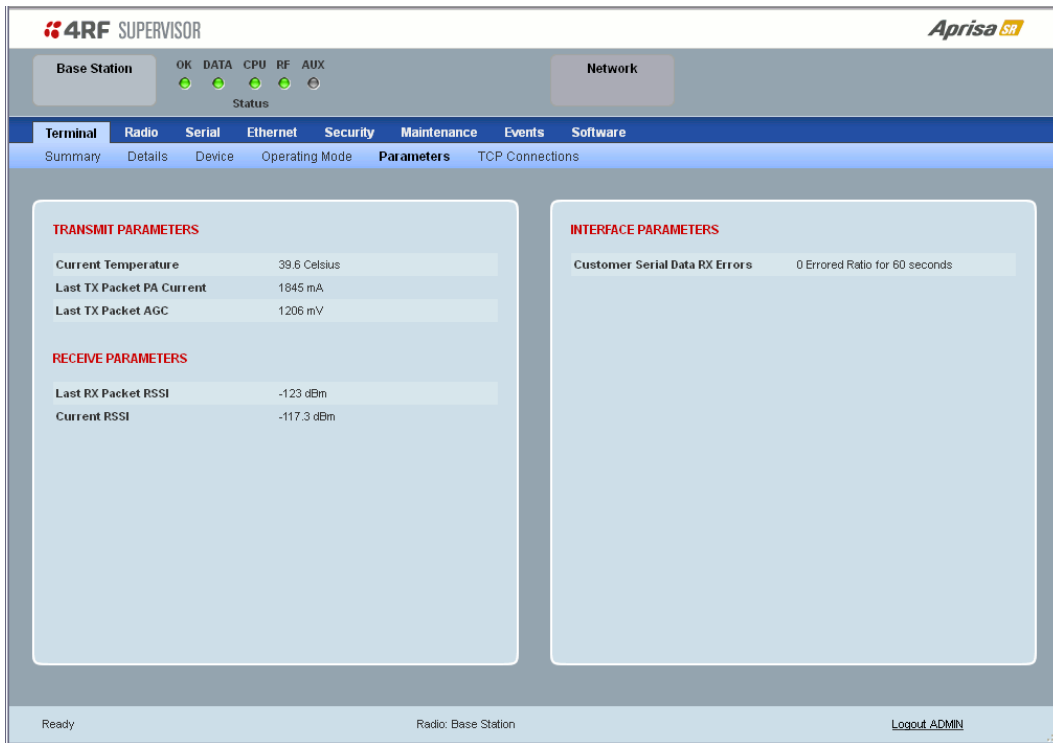 4RF SUPERVISOR
Aprisa SR
Base Station
OK DATA CPU RF AUX
Status
Network
Terminal Radio Serial Ethernet Security Maintenance Events Software
Summary Details Device Operating Mode Parameters TCP Connections
TRANSMIT PARAMETERS
Current Temperature 39.6 Celsius
Last TX Packet PA Current 1845 mA
Last TX Packet AGC 1206 mV
RECEIVE PARAMETERS
Last RX Packet RSSI -123 dBm
Current RSSI -117.3 dBm
INTERFACE PARAMETERS
Customer Serial Data RX Errors 0 Errored Ratio for 60 seconds
Ready
Radio: Base Station
Logout ADMIN